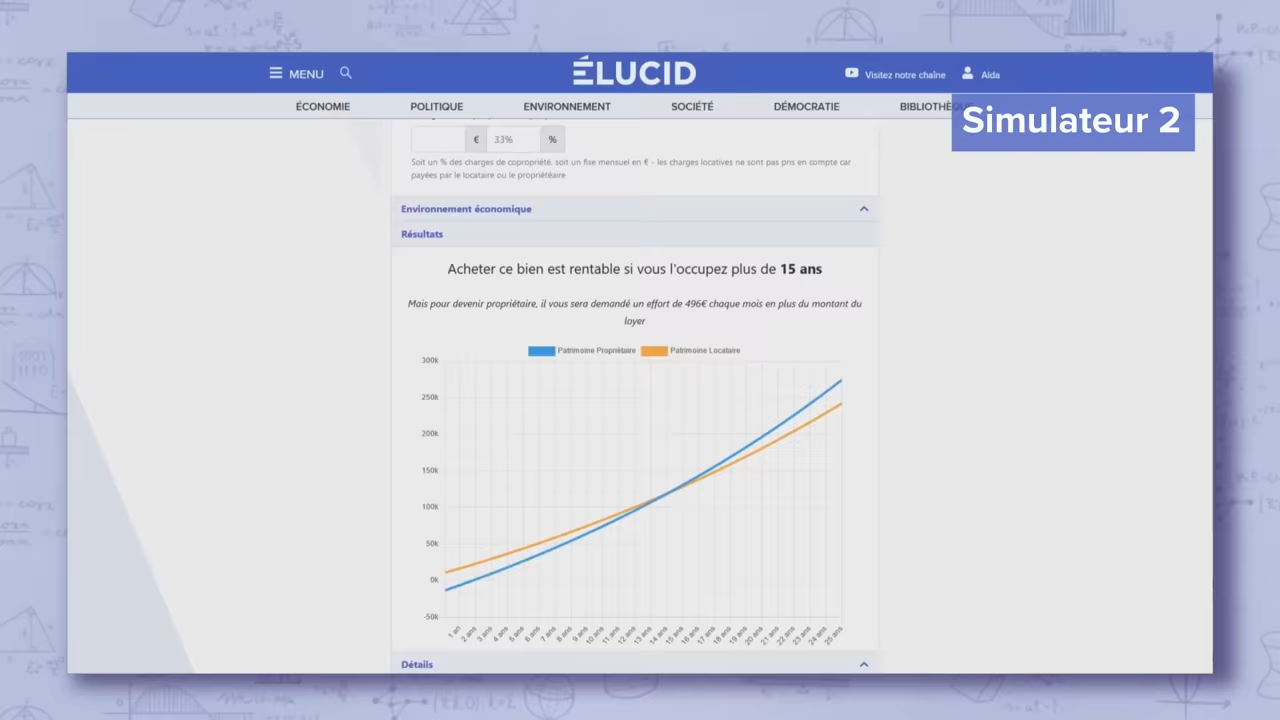 MENU
ÉLUCID
Visitez notre chaîne
Aïda
ÉCONOMIE
POLITIQUE
ENVIRONNEMENT
SOCIÉTÉ
DÉMOCRATIE
Simulateur 2
€ 33% %
Soit un % des charges de copropriété, soit un fixe mensuel en € - les charges locatives ne sont pas pris en compte car
payées par le locataire ou le propriétéaire
Environnement économique
Résultats
Acheter ce bien est rentable si vous l'occupez plus de 15 ans
Mais pour devenir propriétaire, il vous sera demandé un effort de 496€ chaque mois en plus du montant du
loyer
Patrimoine Propriétaire Patrimoine Locataire
300k
250k
200k
150k
100k
50k
0k
-50k
1 an 2 ans 3 ans 4 ans 5 ans 6 ans 7 ans 8 ans 9 ans 10 ans 11 ans 12 ans 13 ans 14 ans 15 ans 16 ans 17 ans 18 ans 19 ans 20 ans 21 ans 22 ans 23 ans 24 ans 25 ans
Détails